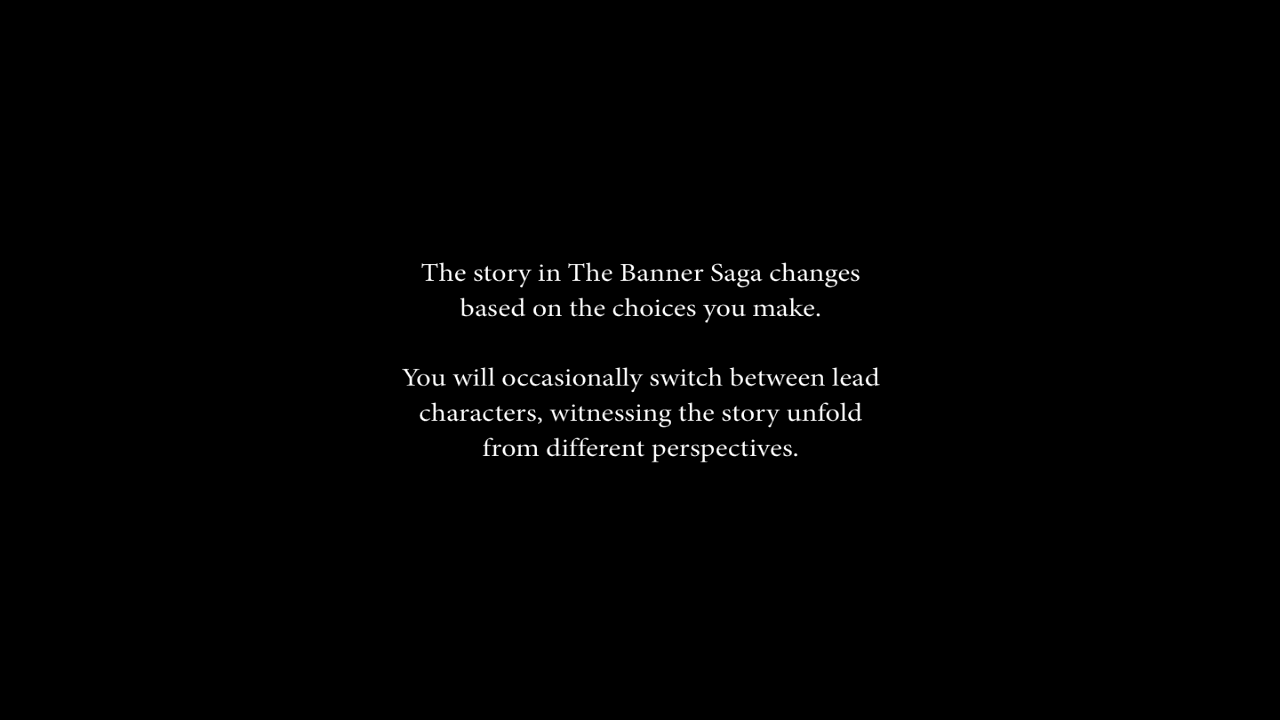 The story in The Banner Saga changes
based on the choices you make.
You will occasionally switch between lead
characters, witnessing the story unfold
from different perspectives.